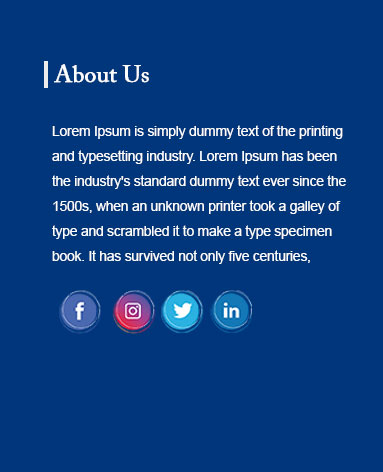 About Us
Lorem Ipsum is simply dummy text of the printing
and typesetting industry. Lorem Ipsum has been
the industry's standard dummy text ever since the
1500s, when an unknown printer took a galley of
type and scrambled it to make a type specimen
book. It has survived not only five centuries,
f
in